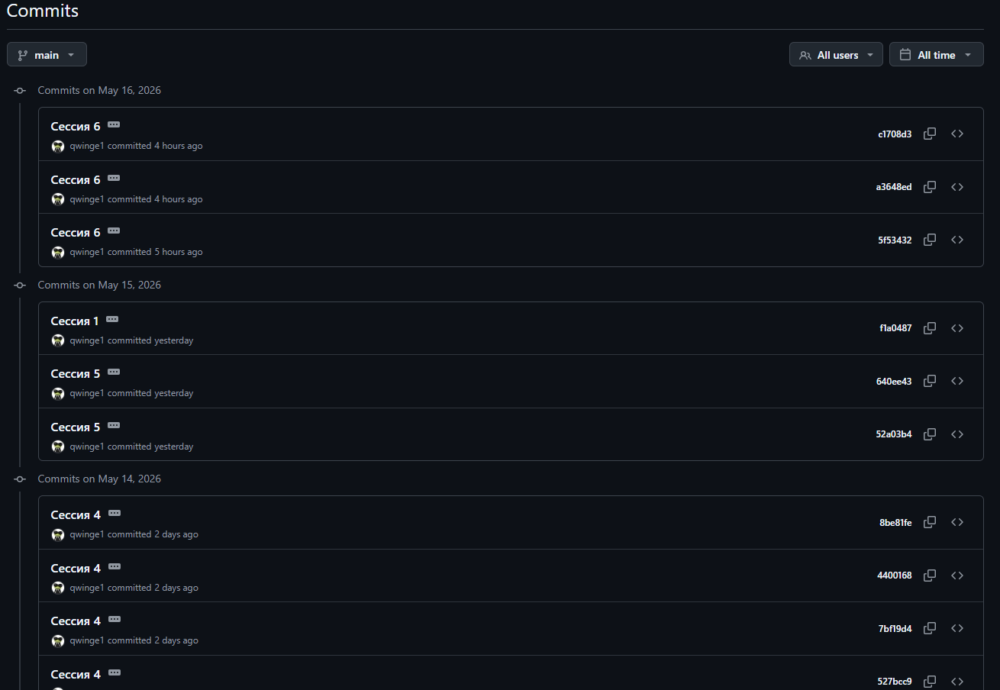 Commits
main
All users
All time
Commits on May 16, 2026
Сессия 6
c1708d3
qwinge1 committed 4 hours ago
Сессия 6
a3648ed
qwinge1 committed 4 hours ago
Сессия 6
5f53432
qwinge1 committed 5 hours ago
Commits on May 15, 2026
Сессия 1
f1a0487
qwinge1 committed yesterday
Сессия 5
640ee43
qwinge1 committed yesterday
Сессия 5
52a03b4
qwinge1 committed yesterday
Commits on May 14, 2026
Сессия 4
8be81fe
qwinge1 committed 2 days ago
Сессия 4
4400168
qwinge1 committed 2 days ago
Сессия 4
7bf19d4
qwinge1 committed 2 days ago
Сессия 4
527bcc9